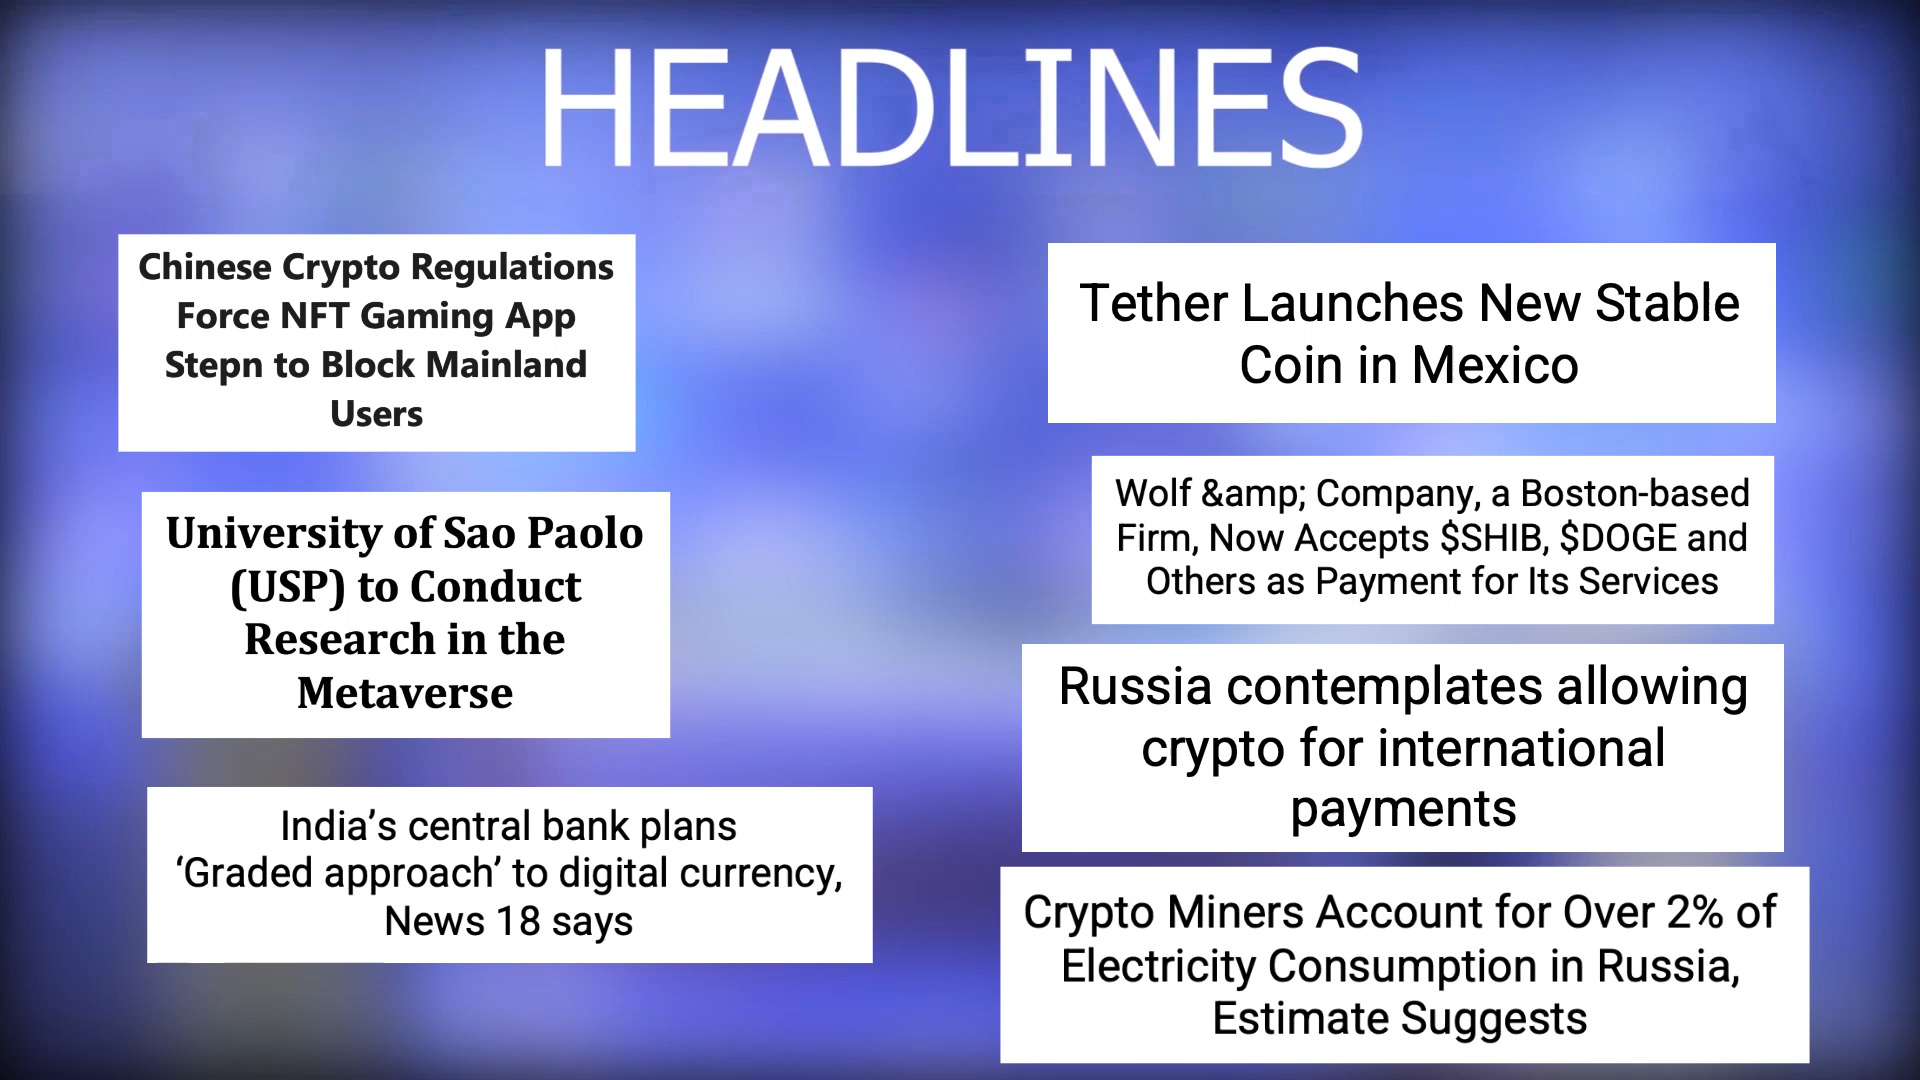 HEADLINES
Chinese Crypto Regulations
Force NFT Gaming App
Stepn to Block Mainland
Users
University of Sao Paolo
(USP) to Conduct
Research in the
Metaverse
India’s central bank plans
‘Graded approach’ to digital currency,
News 18 says
Tether Launches New Stable
Coin in Mexico
Wolf &amp; Company, a Boston-based
Firm, Now Accepts $SHIB, $DOGE and
Others as Payment for Its Services
Russia contemplates allowing
crypto for international
payments
Crypto Miners Account for Over 2% of
Electricity Consumption in Russia,
Estimate Suggests